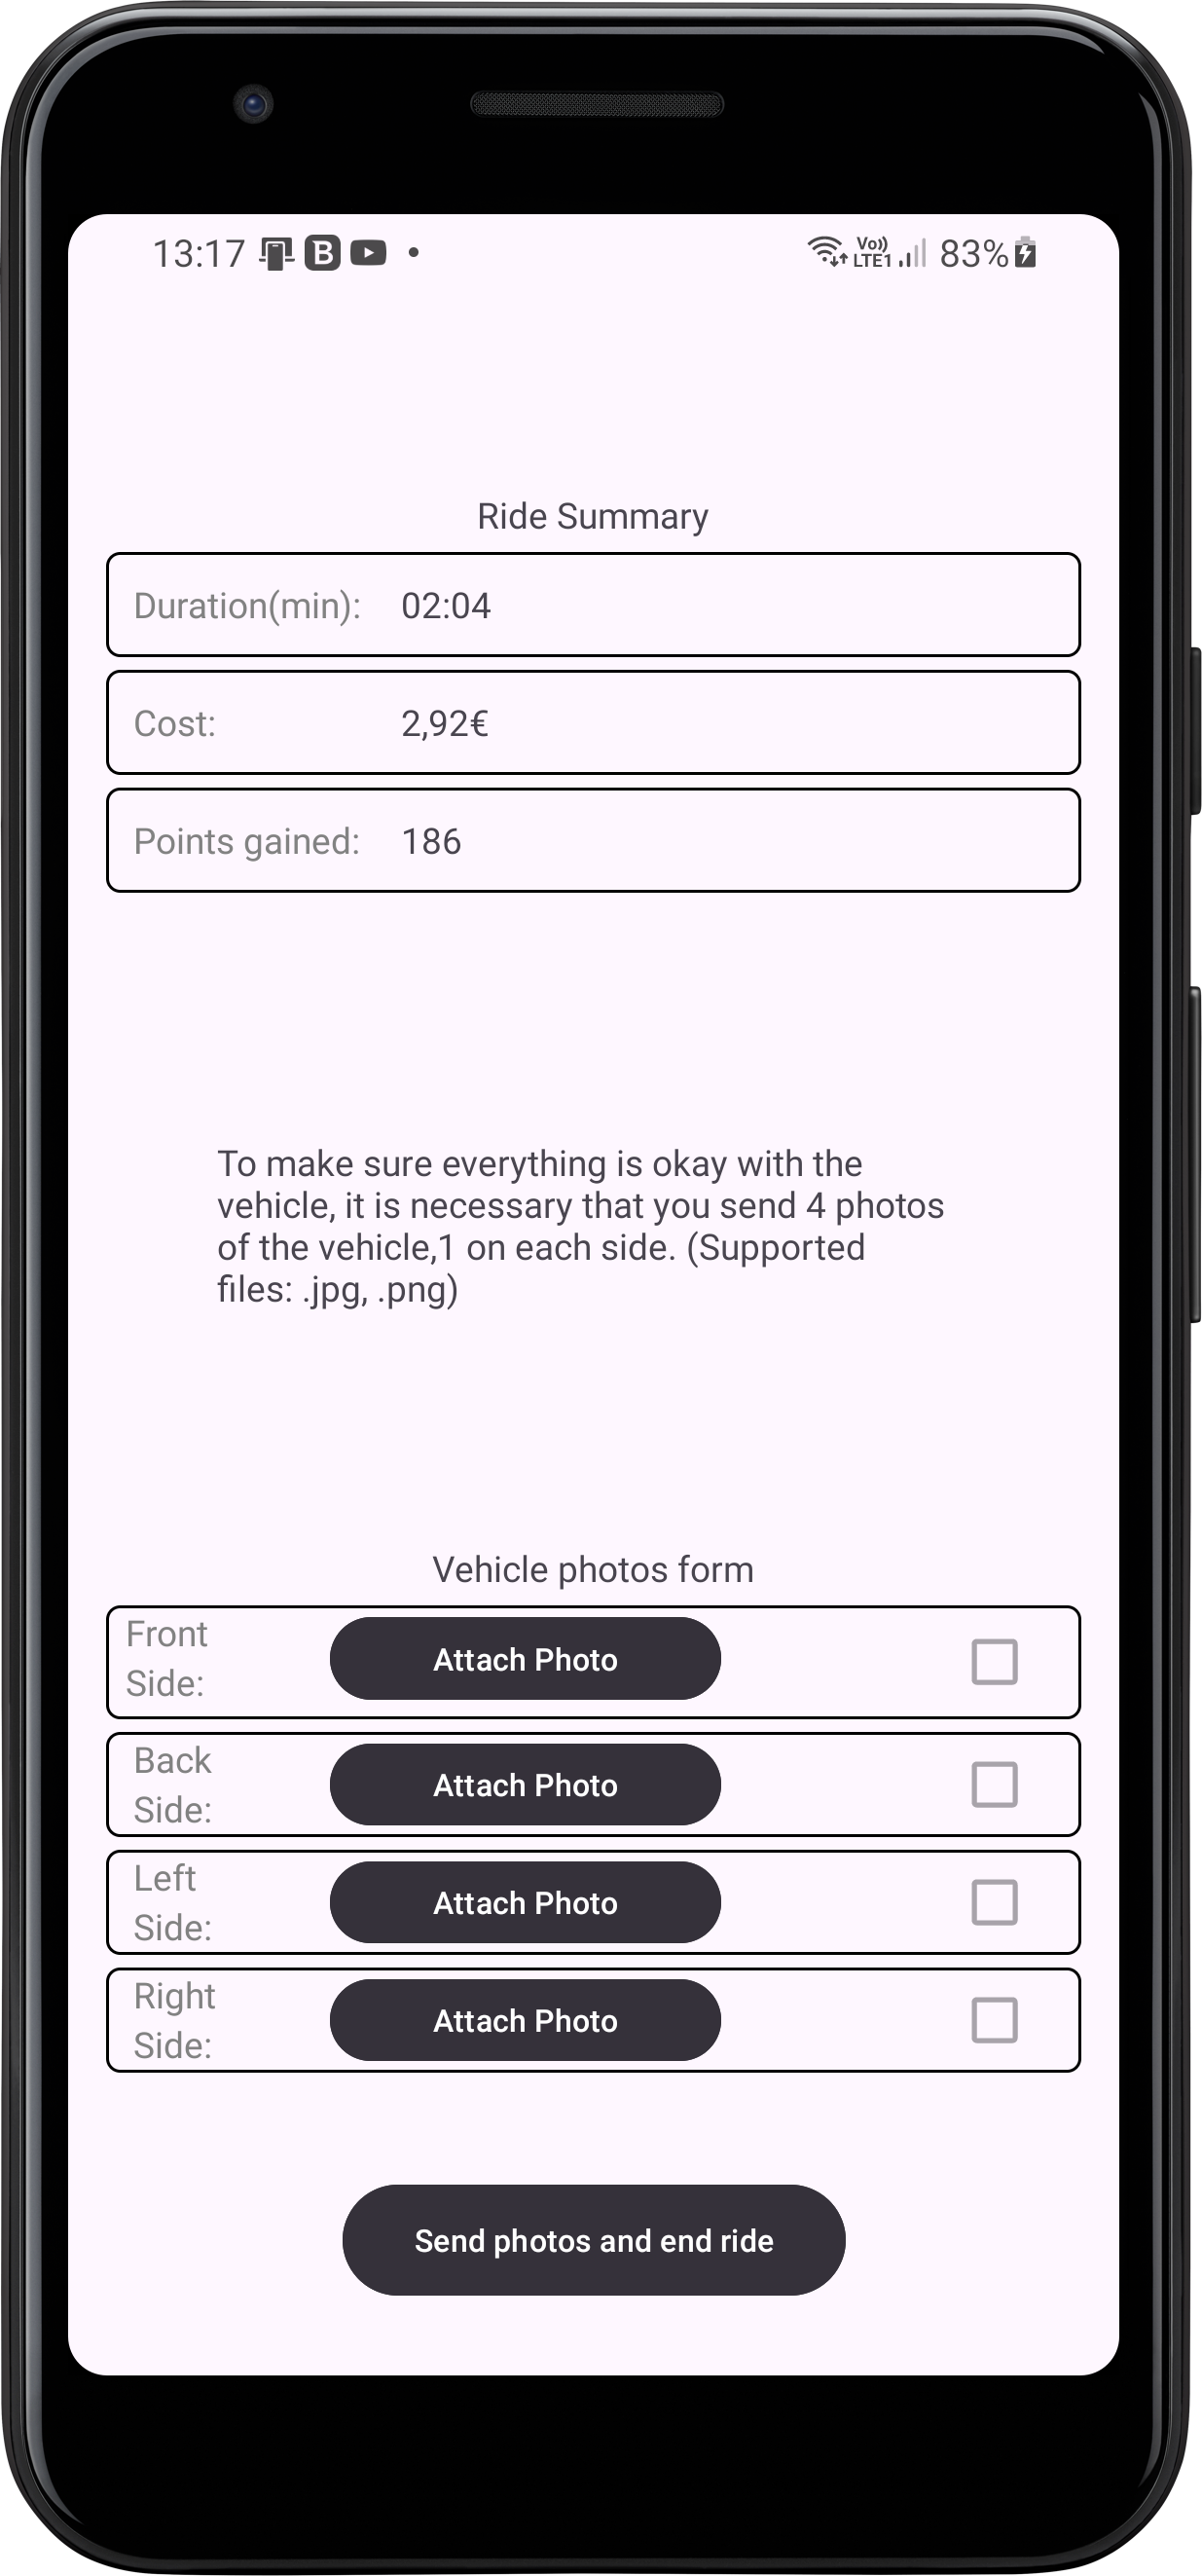 13:17 B 83%
Vo)) LTE1
Ride Summary
Duration(min): 02:04
Cost: 2,92€
Points gained: 186
To make sure everything is okay with the
vehicle, it is necessary that you send 4 photos
of the vehicle,1 on each side. (Supported
files: .jpg, .png)
Vehicle photos form
Front
Side:
Attach Photo
Back
Side:
Attach Photo
Left
Side:
Attach Photo
Right
Side:
Attach Photo
Send photos and end ride